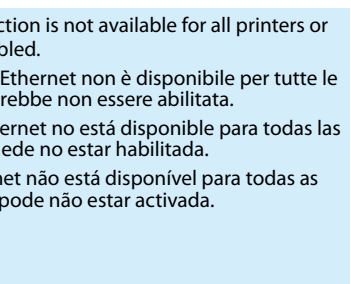 ction is not available for all printers or
bled.
Ethernet non è disponibile per tutte le
rebbe non essere abilitata.
ernet no está disponible para todas las
ede no estar habilitada.
net não está disponível para todas as
pode não estar activada.